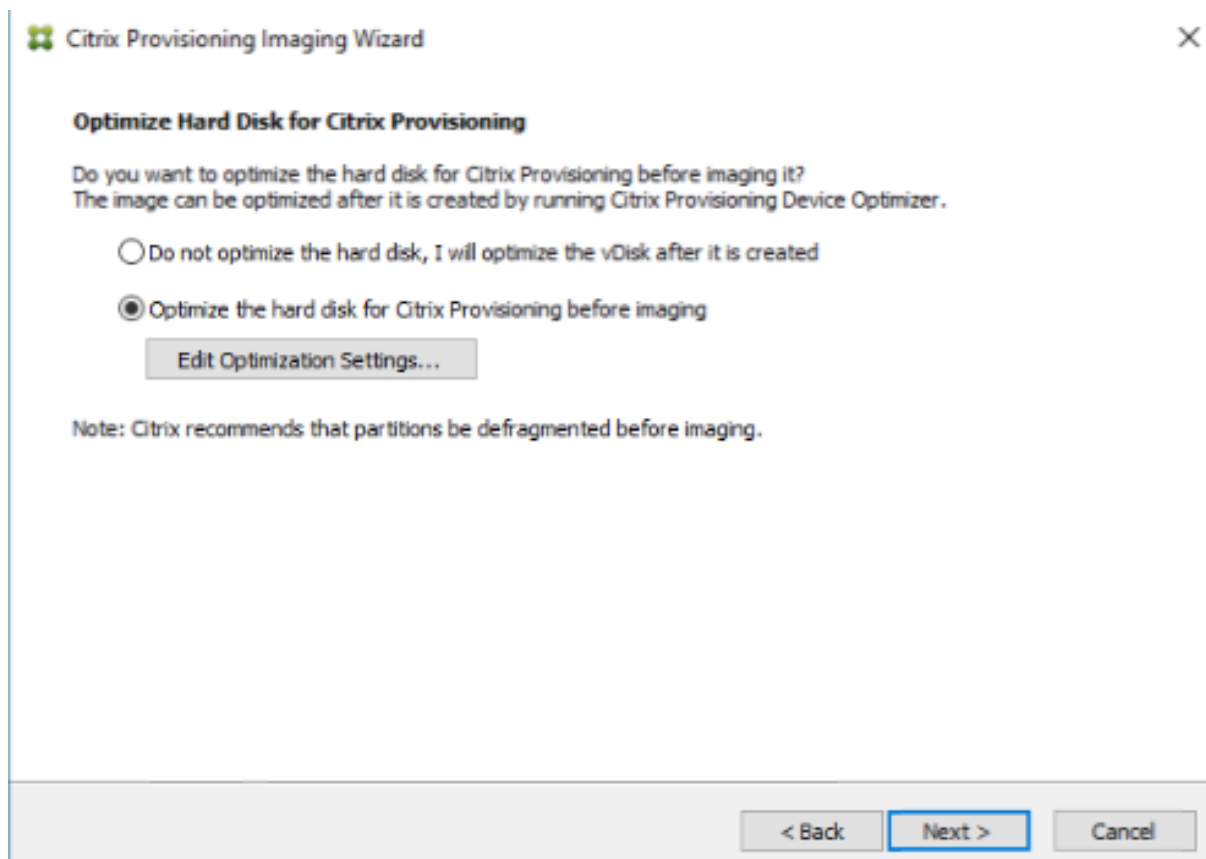 Citrix Provisioning Imaging Wizard
Optimize Hard Disk for Citrix Provisioning
Do you want to optimize the hard disk for Citrix Provisioning before imaging it?
The image can be optimized after it is created by running Citrix Provisioning Device Optimizer.
Do not optimize the hard disk, I will optimize the vDisk after it is created
Optimize the hard disk for Citrix Provisioning before imaging
Edit Optimization Settings...
Note: Citrix recommends that partitions be defragmented before imaging.
< Back Next > Cancel